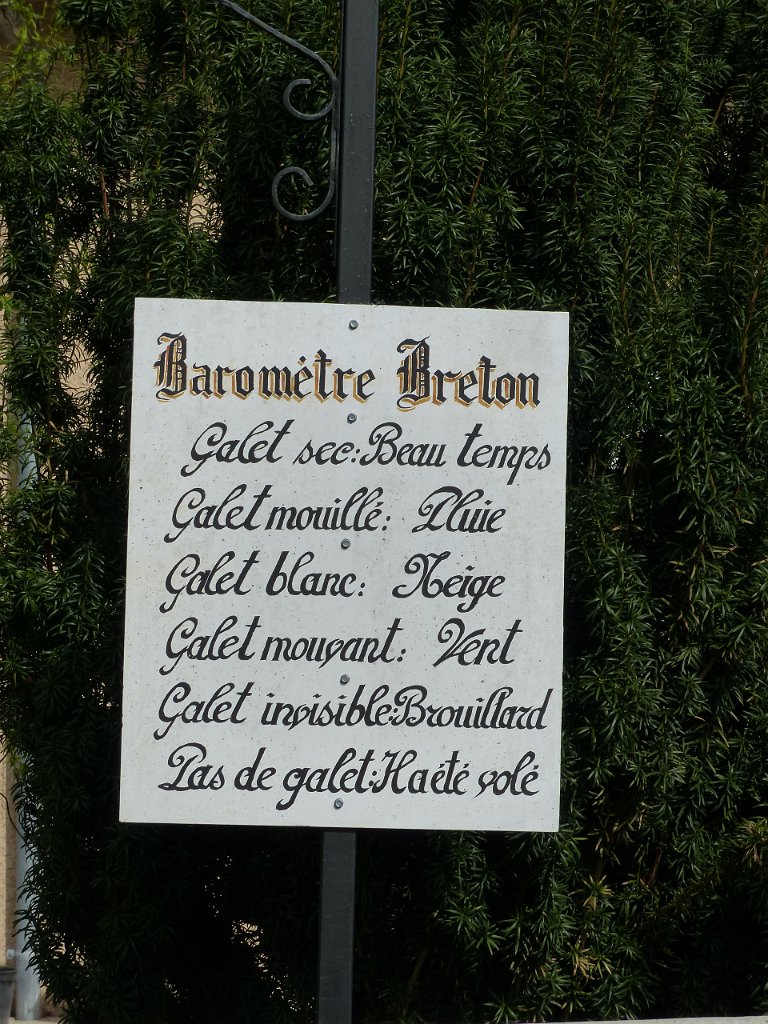 Baromètre Breton
Galet sec: Beau temps
Galet mouillé: Pluie
Galet blanc: Neige
Galet mouvant: Vent
Galet invisible: Brouillard
Pas de galet: Il a été volé